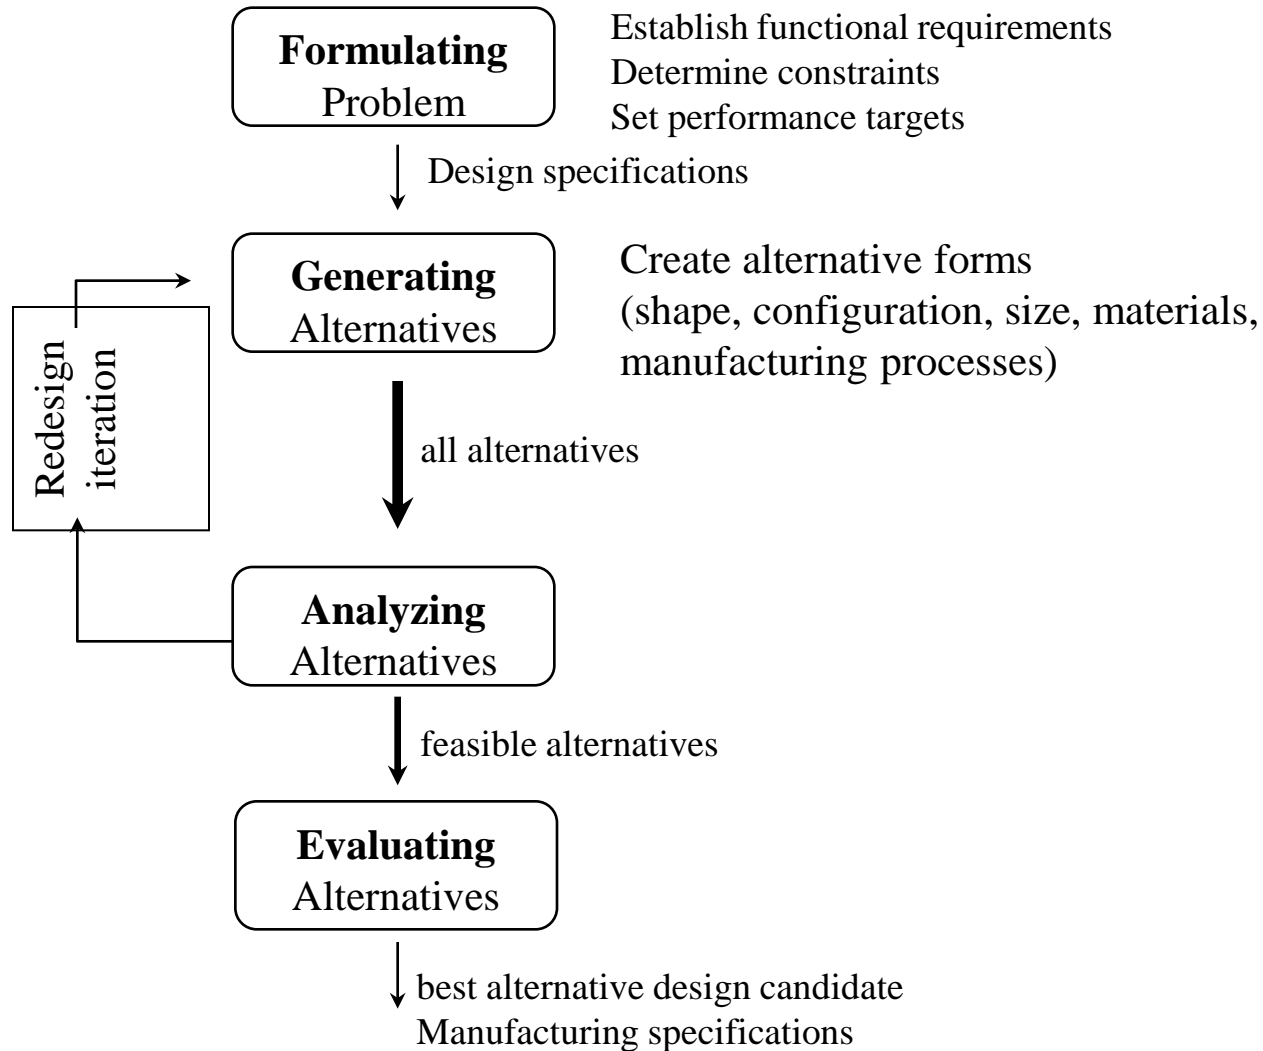 Formulating
Problem
Establish functional requirements
Determine constraints
Set performance targets
Design specifications
Generating
Alternatives
Create alternative forms
(shape, configuration, size, materials,
manufacturing processes)
Redesign
iteration
all alternatives
Analyzing
Alternatives
feasible alternatives
Evaluating
Alternatives
best alternative design candidate
Manufacturing specifications